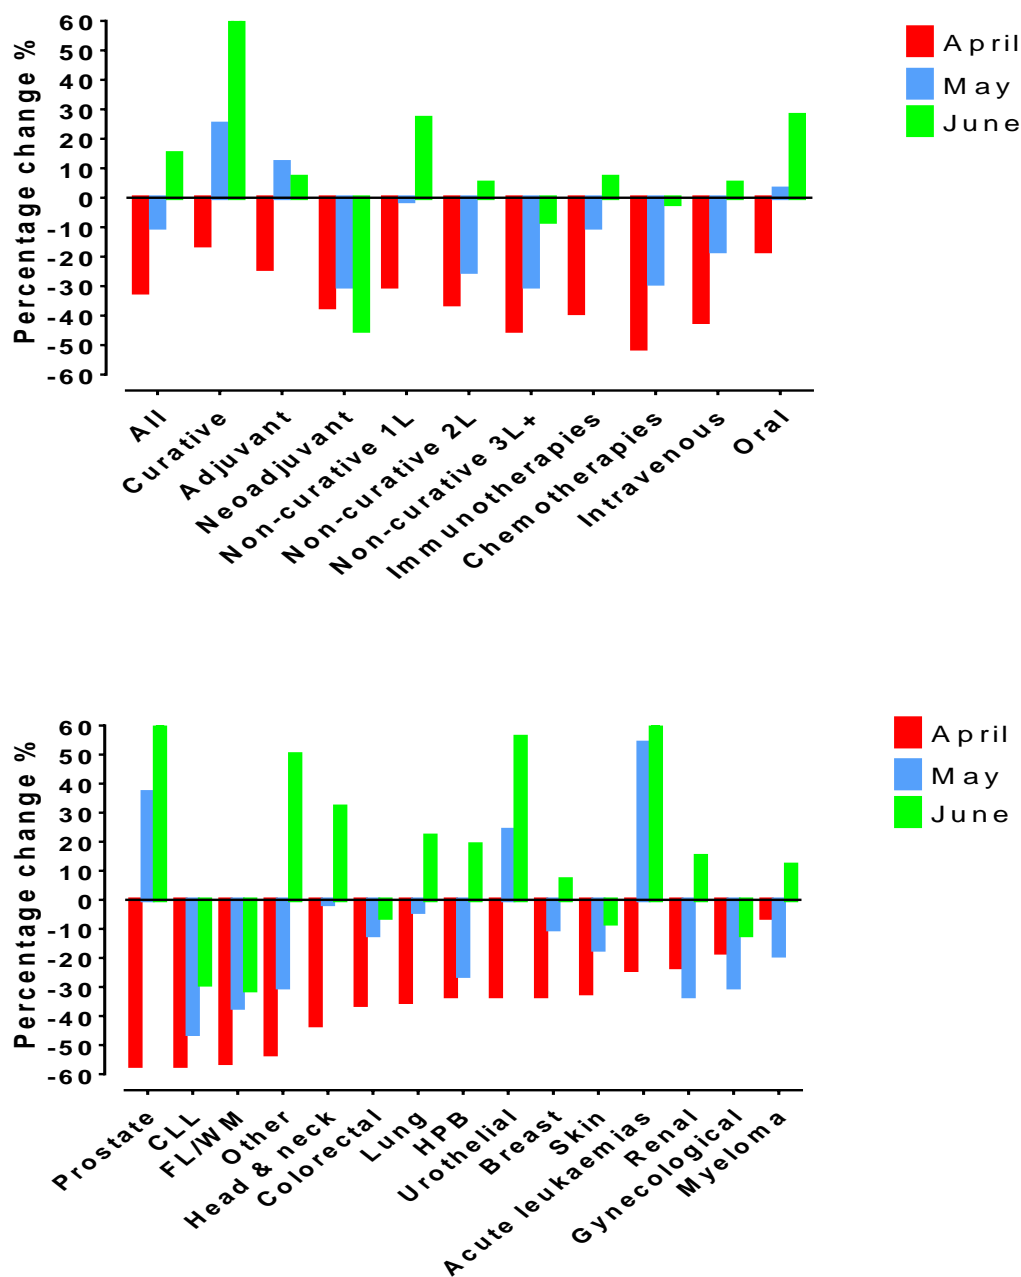 Percentage change %
60
50
40
30
20
10
0
-10
-20
-30
-40
-50
-60
All
Curative
Adjuvant
Neoadjuvant
Non-curative 1L
Non-curative 2L
Non-curative 3L+
Immunotherapies
Chemotherapies
Intravenous
Oral
April
May
June
Percentage change %
60
50
40
30
20
10
0
-10
-20
-30
-40
-50
-60
Prostate
CLL
FL/WM
Other
Head & neck
Colorectal
Lung
HPB
Urothelial
Breast
Skin
Acute leukaemias
Renal
Gynecological
Myeloma
April
May
June